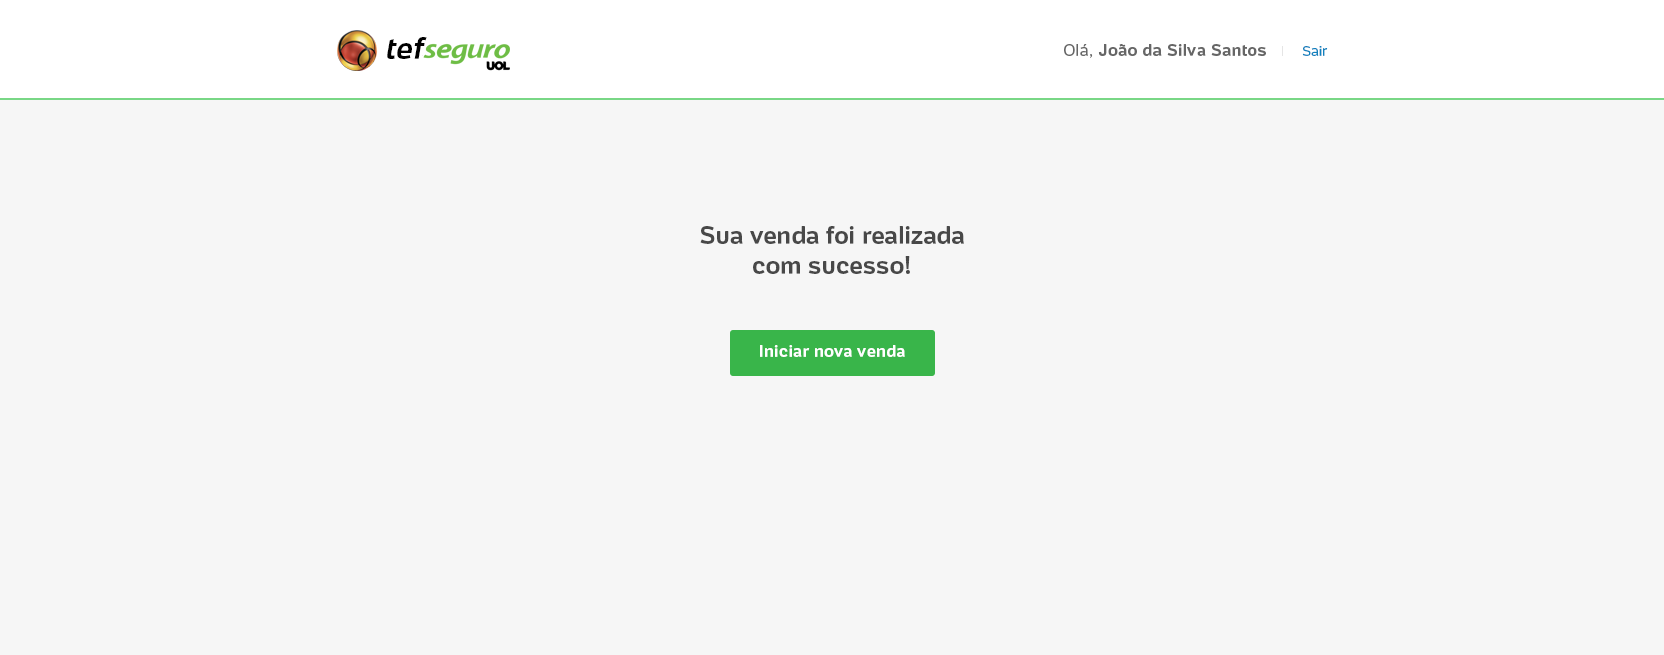 tefseguro
UOL
Olá, João da Silva Santos
Sair
Sua venda foi realizada
com sucesso!
Iniciar nova venda